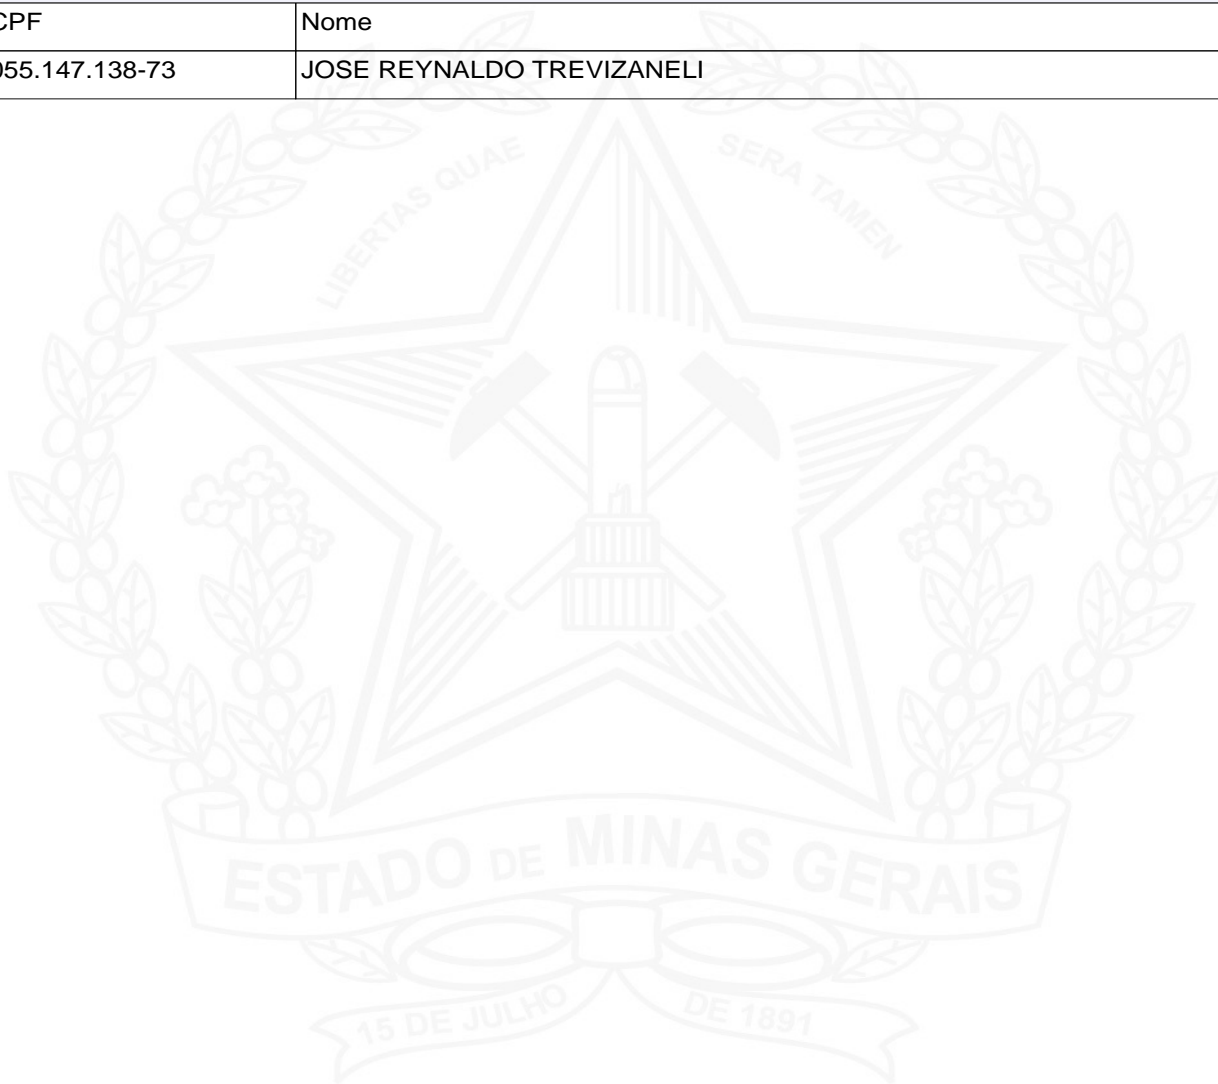 CPF Nome
055.147.138-73 JOSE REYNALDO TREVIZANELI
LIBERTAS QUAE SERA TAMEN
ESTADO DE MINAS GERAIS
15 DE JULHO DE 1891